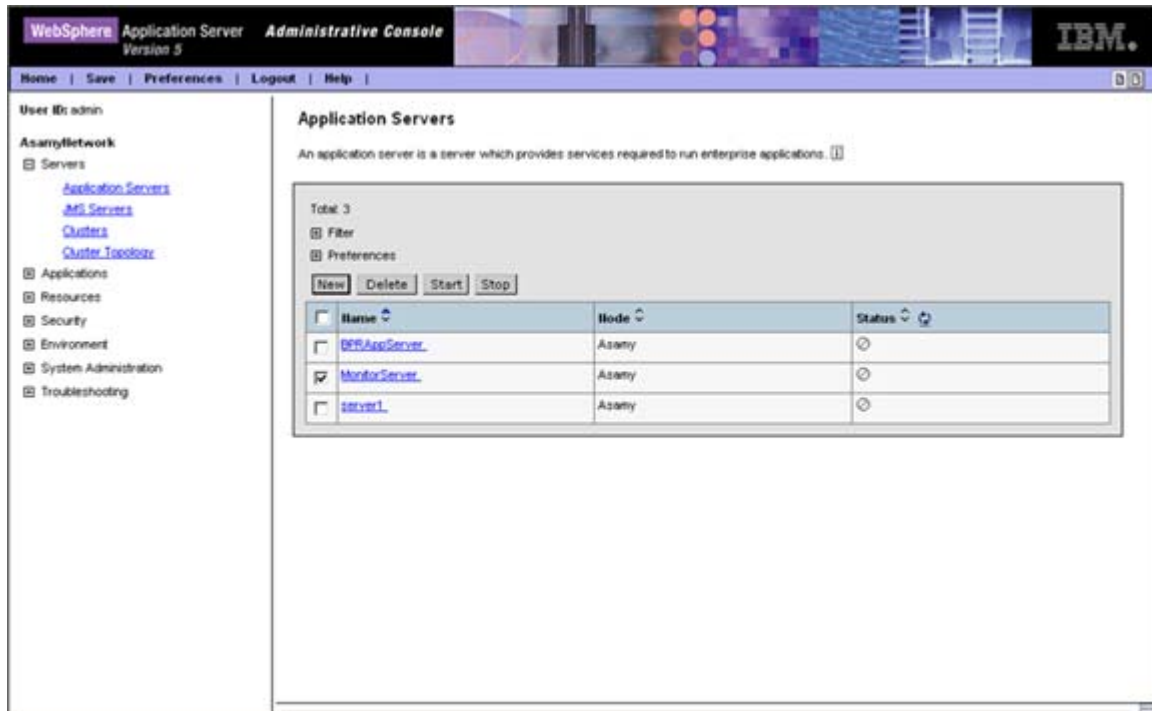 WebSphere Application Server Administrative Console
Version 5
IBM.
Home | Save | Preferences | Logout | Help |
User ID: admin
AsamyNetwork
Servers
Application Servers
JMS Servers
Clusters
Cluster Topology
Applications
Resources
Security
Environment
System Administration
Troubleshooting
Application Servers
An application server is a server which provides services required to run enterprise applications.
Total: 3
Filter
Preferences
New Delete Start Stop
Name Node Status
BPRAppServer Asamy
MonitorServer Asamy
server1 Asamy